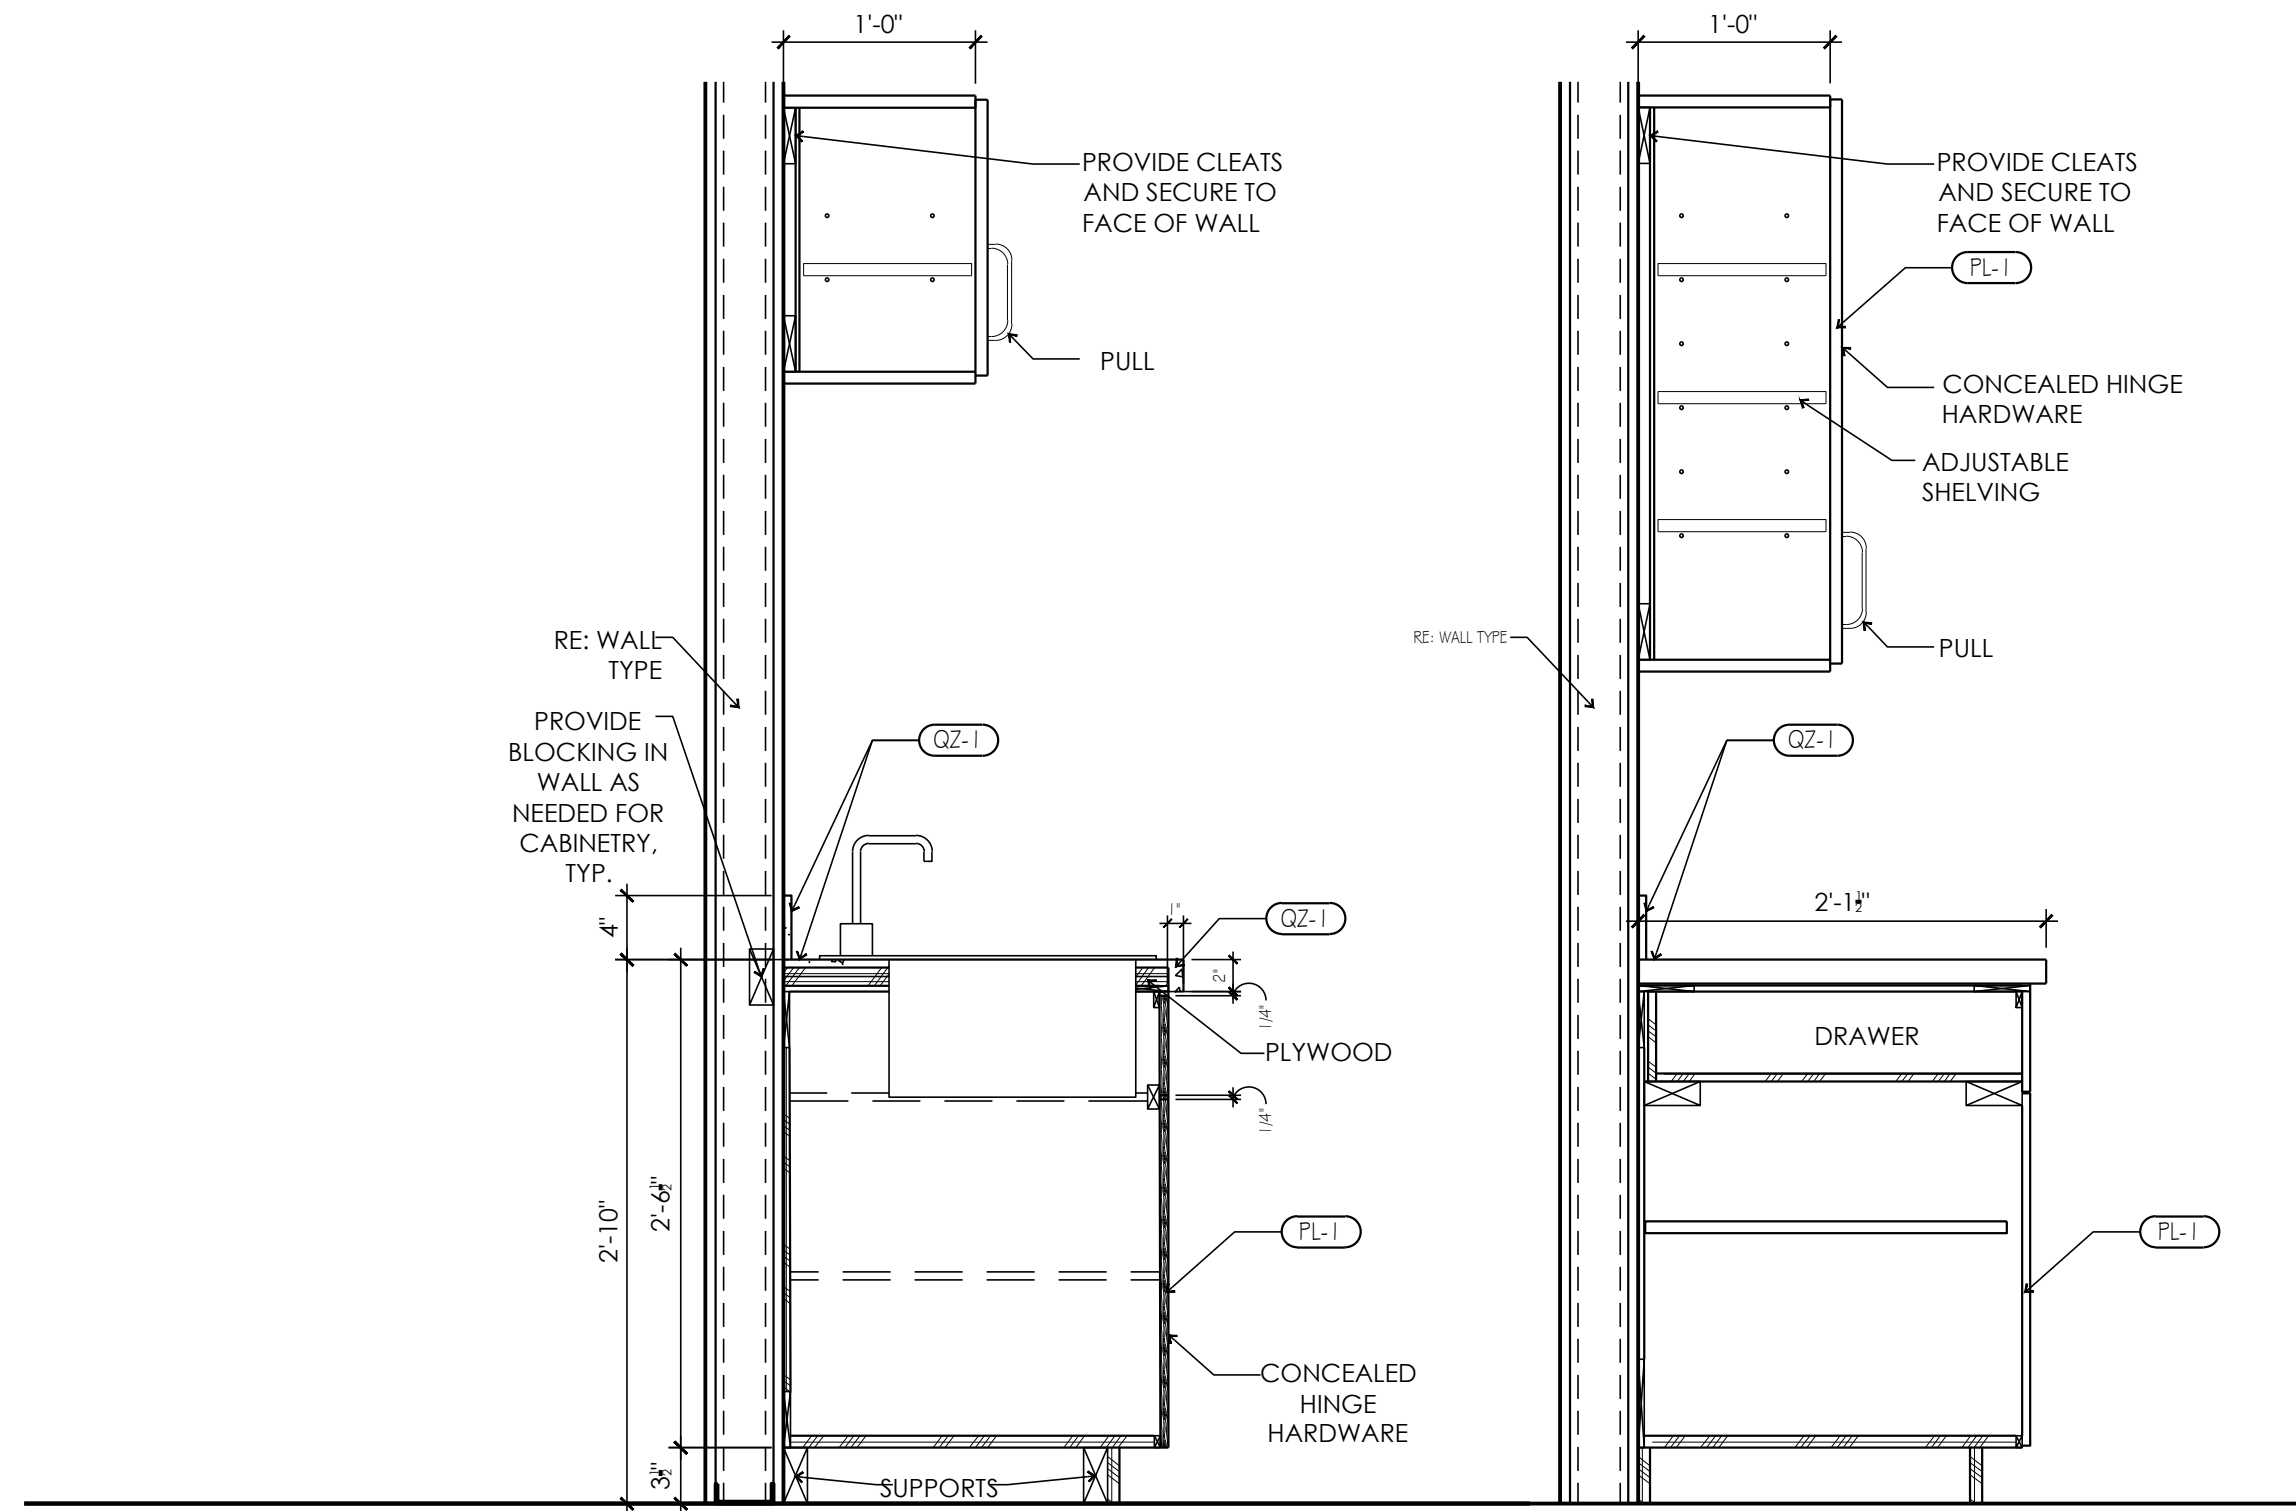 1'-0"
PROVIDE CLEATS
AND SECURE TO
FACE OF WALL
PULL
RE: WALL
TYPE
PROVIDE
BLOCKING IN
WALL AS
NEEDED FOR
CABINETRY,
TYP.
QZ-1
4"
1"
QZ-1
2"
1/4"
PLYWOOD
1/4"
2'-10"
2'-6½"
PL-1
CONCEALED
HINGE
HARDWARE
3½"
SUPPORTS
1'-0"
PROVIDE CLEATS
AND SECURE TO
FACE OF WALL
PL-1
CONCEALED HINGE
HARDWARE
ADJUSTABLE
SHELVING
RE: WALL TYPE
PULL
QZ-1
2'-1½"
DRAWER
PL-1